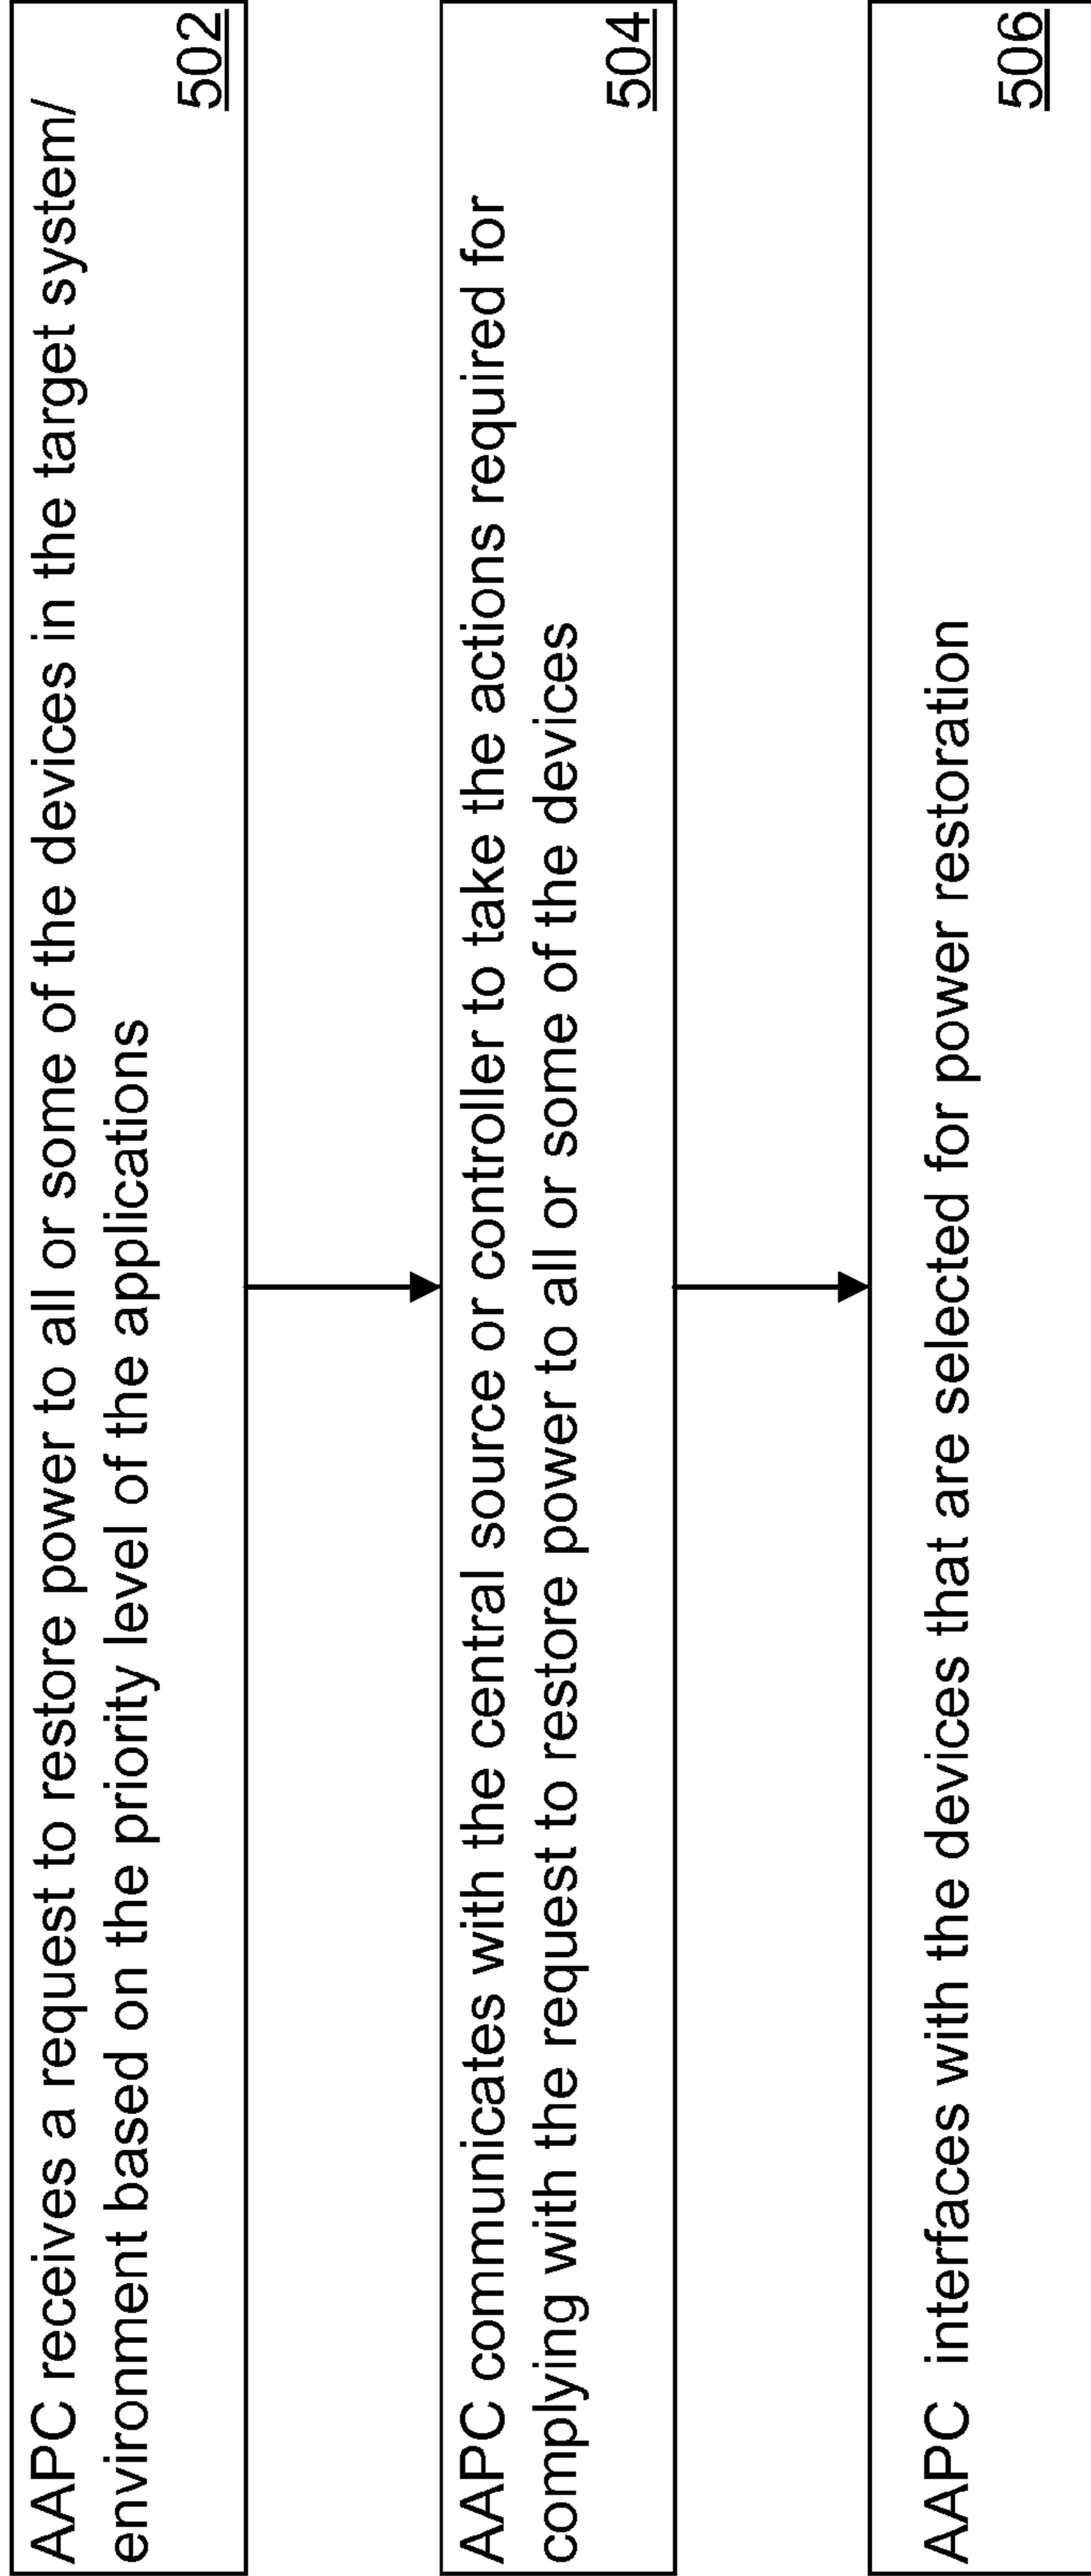 AAPC receives a request to restore power to all or some of the devices in the target system/
environment based on the priority level of the applications
502
AAPC communicates with the central source or controller to take the actions required for
complying with the request to restore power to all or some of the devices
504
AAPC interfaces with the devices that are selected for power restoration
506